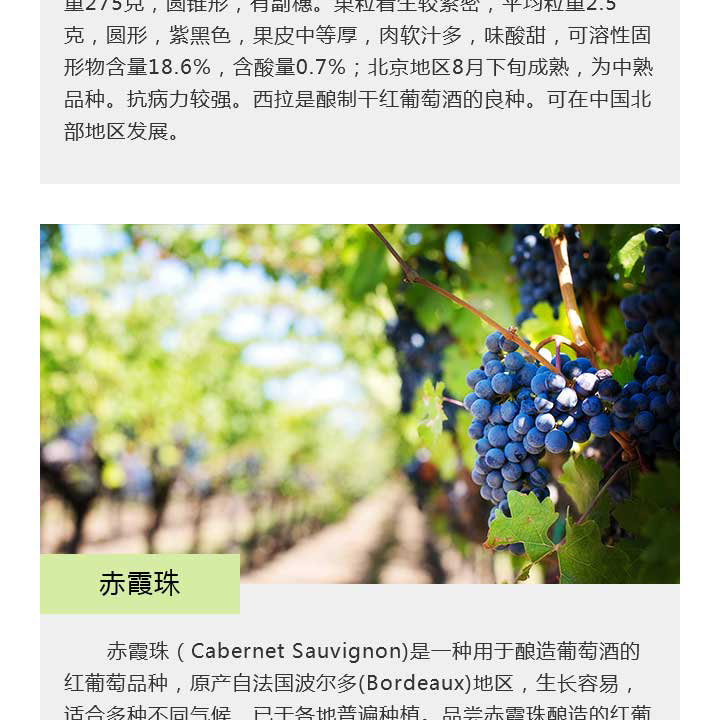 重275克，圆锥形，有副穗。果粒着生较紧密，平均粒重2.5
克，圆形，紫黑色，果皮中等厚，肉软汁多，味酸甜，可溶性固
形物含量18.6%，含酸量0.7%；北京地区8月下旬成熟，为中熟
品种。抗病力较强。西拉是酿制干红葡萄酒的良种。可在中国北
部地区发展。
赤霞珠
赤霞珠（Cabernet Sauvignon)是一种用于酿造葡萄酒的
红葡萄品种，原产自法国波尔多(Bordeaux)地区，生长容易，
适合多种不同气候，已于各地普遍种植。品尝赤霞珠酿造的红葡